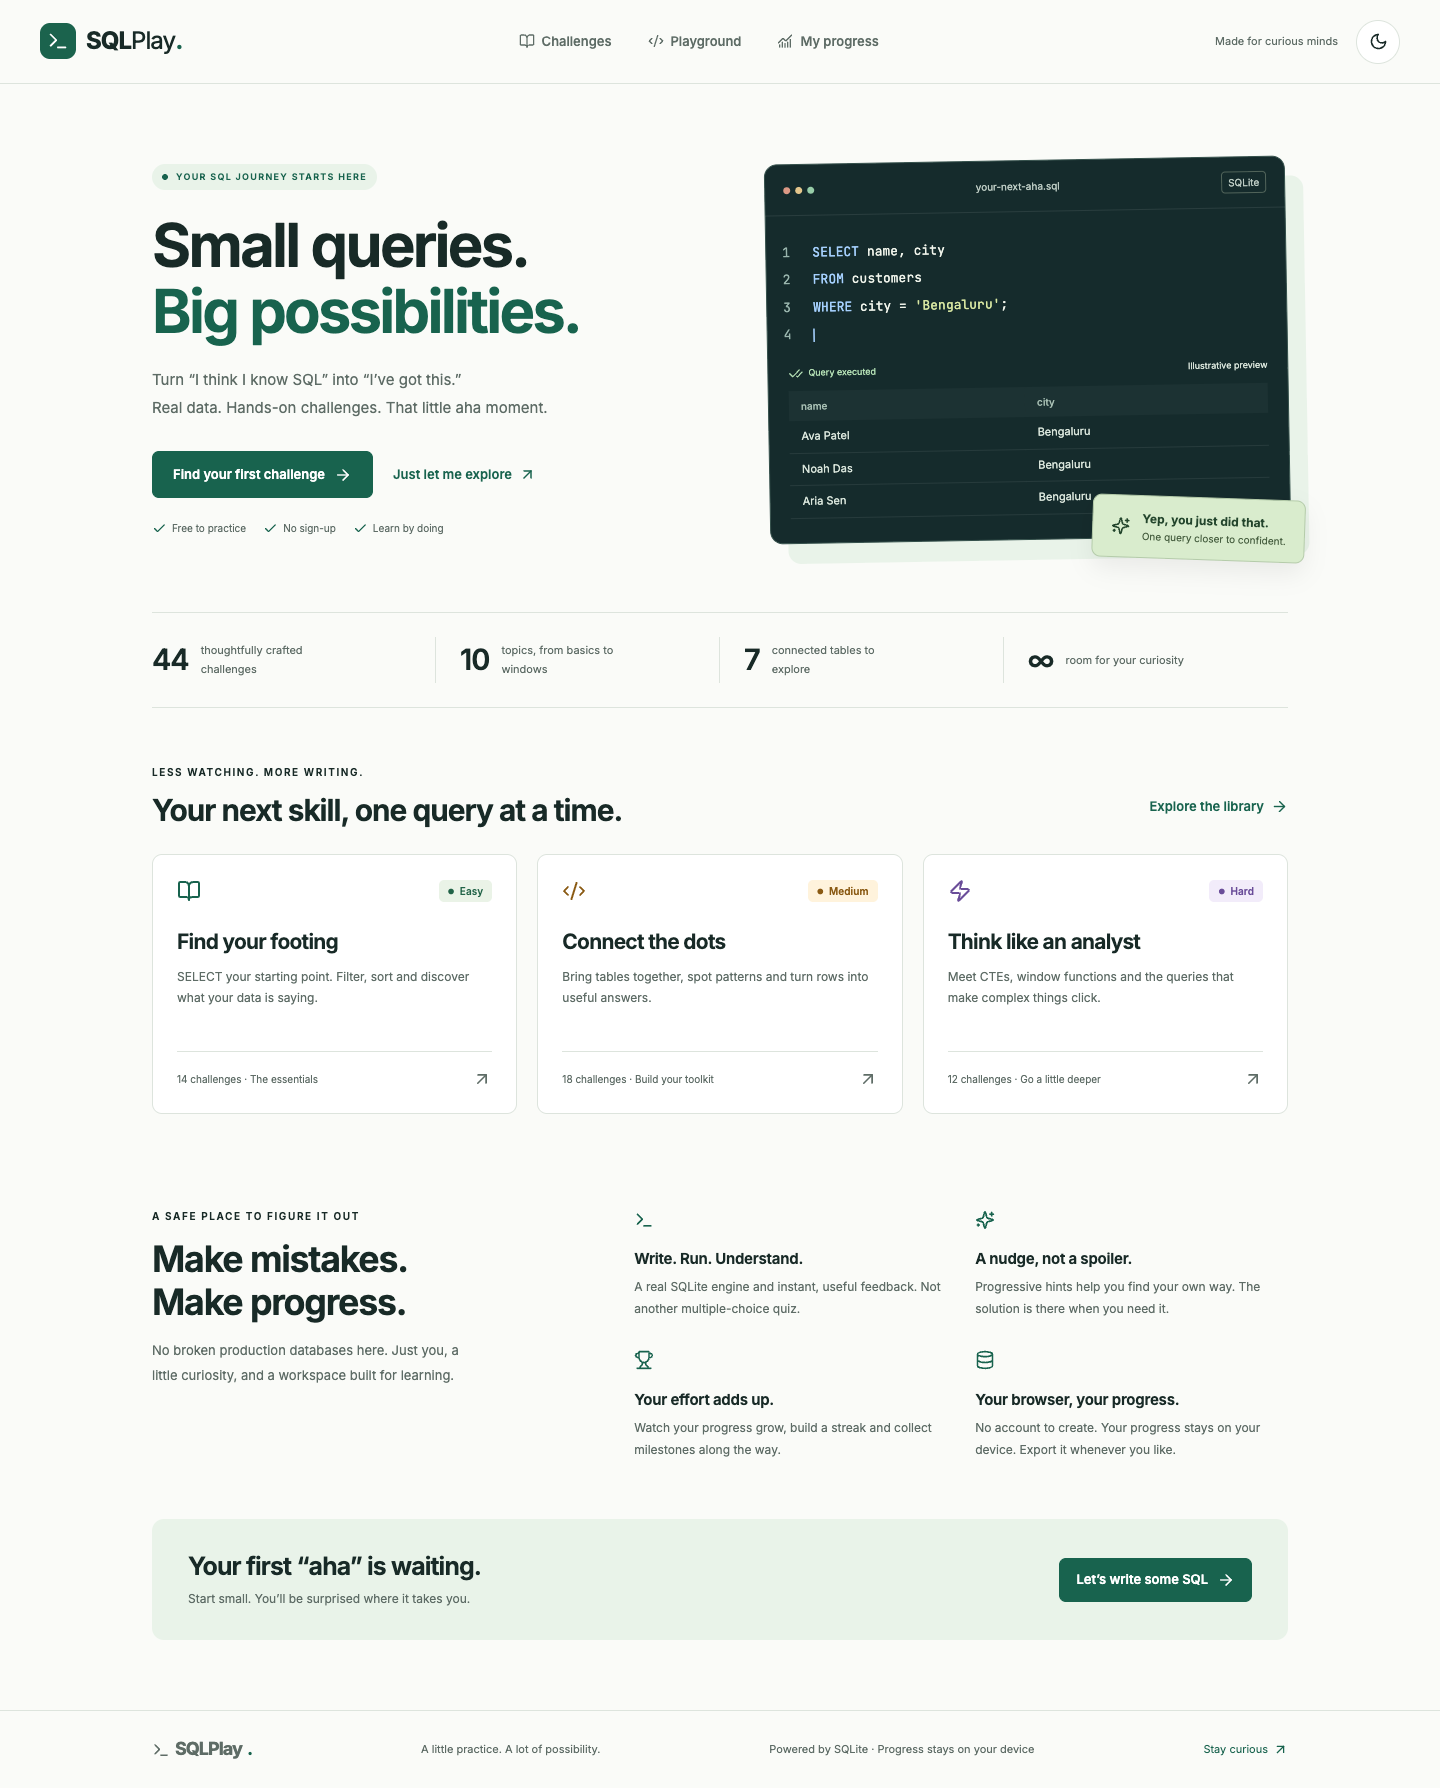 SQLPlay.
Challenges
Playground
My progress
Made for curious minds
YOUR SQL JOURNEY STARTS HERE
Small queries.
Big possibilities.
Turn “I think I know SQL” into “I’ve got this.”
Real data. Hands-on challenges. That little aha moment.
Find your first challenge
Just let me explore
Free to practice
No sign-up
Learn by doing
your-next-aha.sql
SQLite
1 SELECT name, city
2 FROM customers
3 WHERE city = 'Bengaluru';
4
Query executed
Illustrative preview
name city
Ava Patel Bengaluru
Noah Das Bengaluru
Aria Sen Bengaluru
Yep, you just did that.
One query closer to confident.
44
thoughtfully crafted
challenges
10
topics, from basics to
windows
7
connected tables to
explore
∞
room for your curiosity
LESS WATCHING. MORE WRITING.
Your next skill, one query at a time.
Explore the library
Easy
Find your footing
SELECT your starting point. Filter, sort and discover
what your data is saying.
14 challenges · The essentials
Medium
Connect the dots
Bring tables together, spot patterns and turn rows into
useful answers.
18 challenges · Build your toolkit
Hard
Think like an analyst
Meet CTEs, window functions and the queries that
make complex things click.
12 challenges · Go a little deeper
A SAFE PLACE TO FIGURE IT OUT
Make mistakes.
Make progress.
No broken production databases here. Just you, a
little curiosity, and a workspace built for learning.
Write. Run. Understand.
A real SQLite engine and instant, useful feedback. Not
another multiple-choice quiz.
A nudge, not a spoiler.
Progressive hints help you find your own way. The
solution is there when you need it.
Your effort adds up.
Watch your progress grow, build a streak and collect
milestones along the way.
Your browser, your progress.
No account to create. Your progress stays on your
device. Export it whenever you like.
Your first “aha” is waiting.
Start small. You’ll be surprised where it takes you.
Let’s write some SQL
SQLPlay .
A little practice. A lot of possibility.
Powered by SQLite · Progress stays on your device
Stay curious